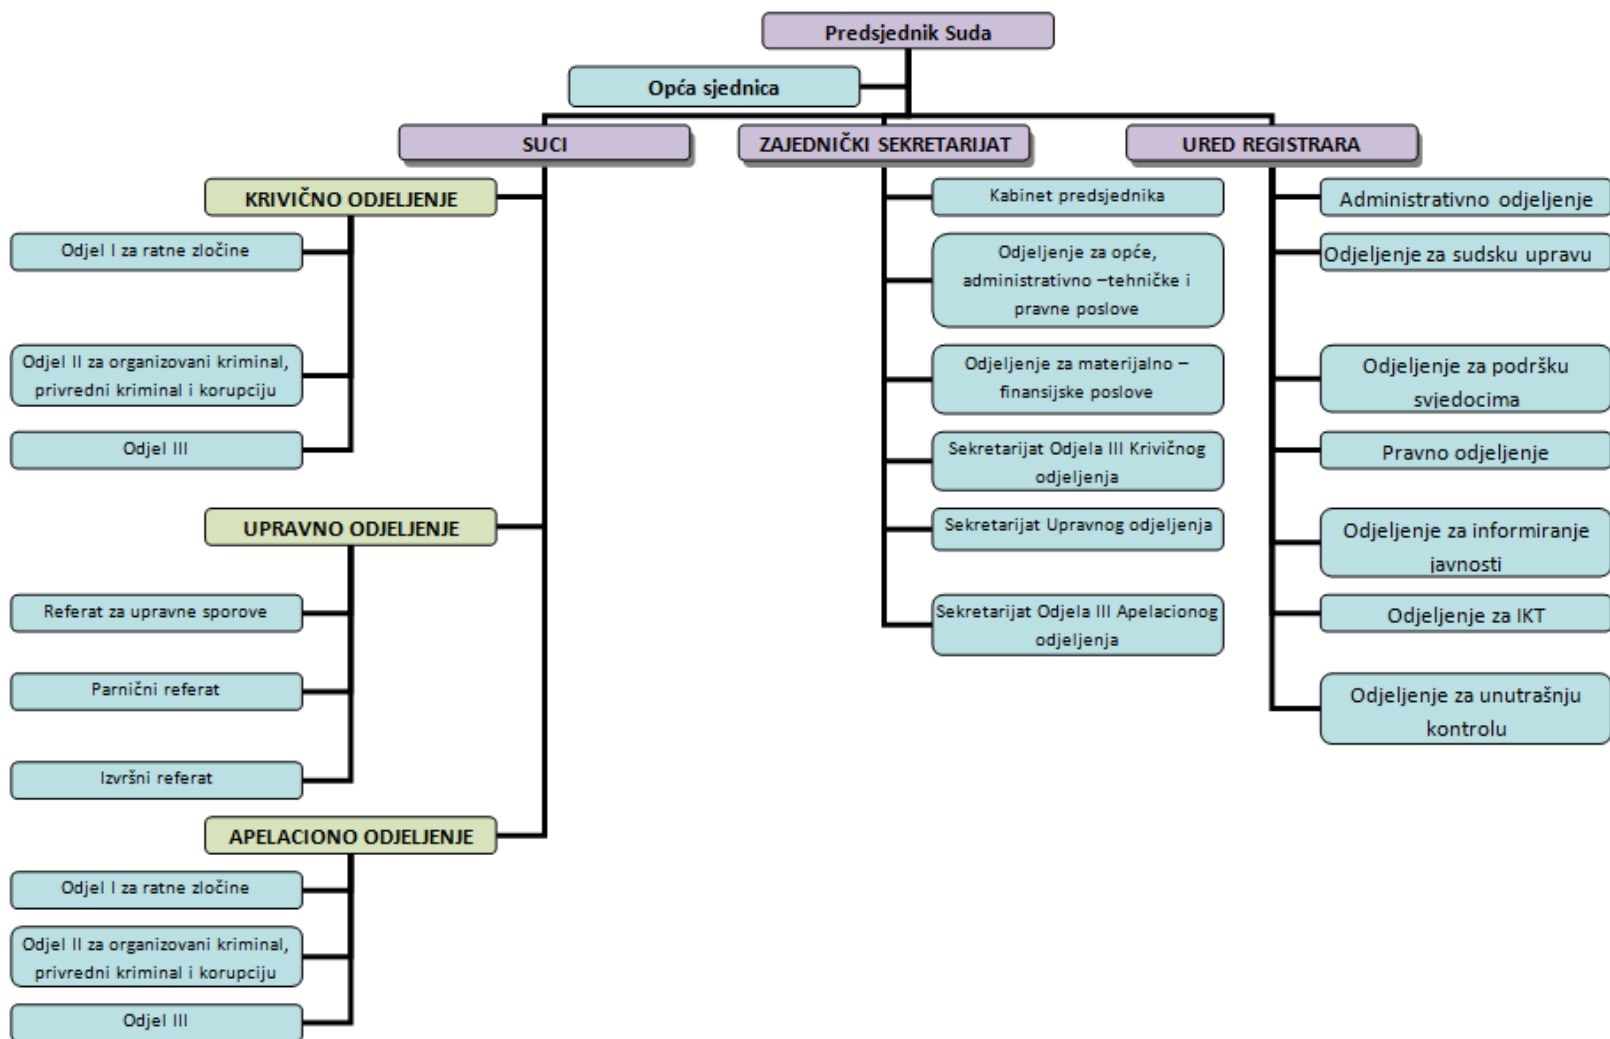 Predsjednik Suda
Opća sjednica
SUCI
ZAJEDNIČKI SEKRETARIJAT
URED REGISTRARA
KRIVIČNO ODJELJENJE
Odjel I za ratne zločine
Odjel II za organizovani kriminal,
privredni kriminal i korupciju
Odjel III
UPRAVNO ODJELJENJE
Referat za upravne sporove
Parnični referat
Izvršni referat
APELACIONO ODJELJENJE
Odjel I za ratne zločine
Odjel II za organizovani kriminal,
privredni kriminal i korupciju
Odjel III
Kabinet predsjednika
Odjeljenje za opće,
administrativno –tehničke i
pravne poslove
Odjeljenje za materijalno –
finansijske poslove
Sekretarijat Odjela III Krivičnog
odjeljenja
Sekretarijat Upravnog odjeljenja
Sekretarijat Odjela III Apelacionog
odjeljenja
Administrativno odjeljenje
Odjeljenje za sudsku upravu
Odjeljenje za podršku
svjedocima
Pravno odjeljenje
Odjeljenje za informiranje
javnosti
Odjeljenje za IKT
Odjeljenje za unutrašnju
kontrolu